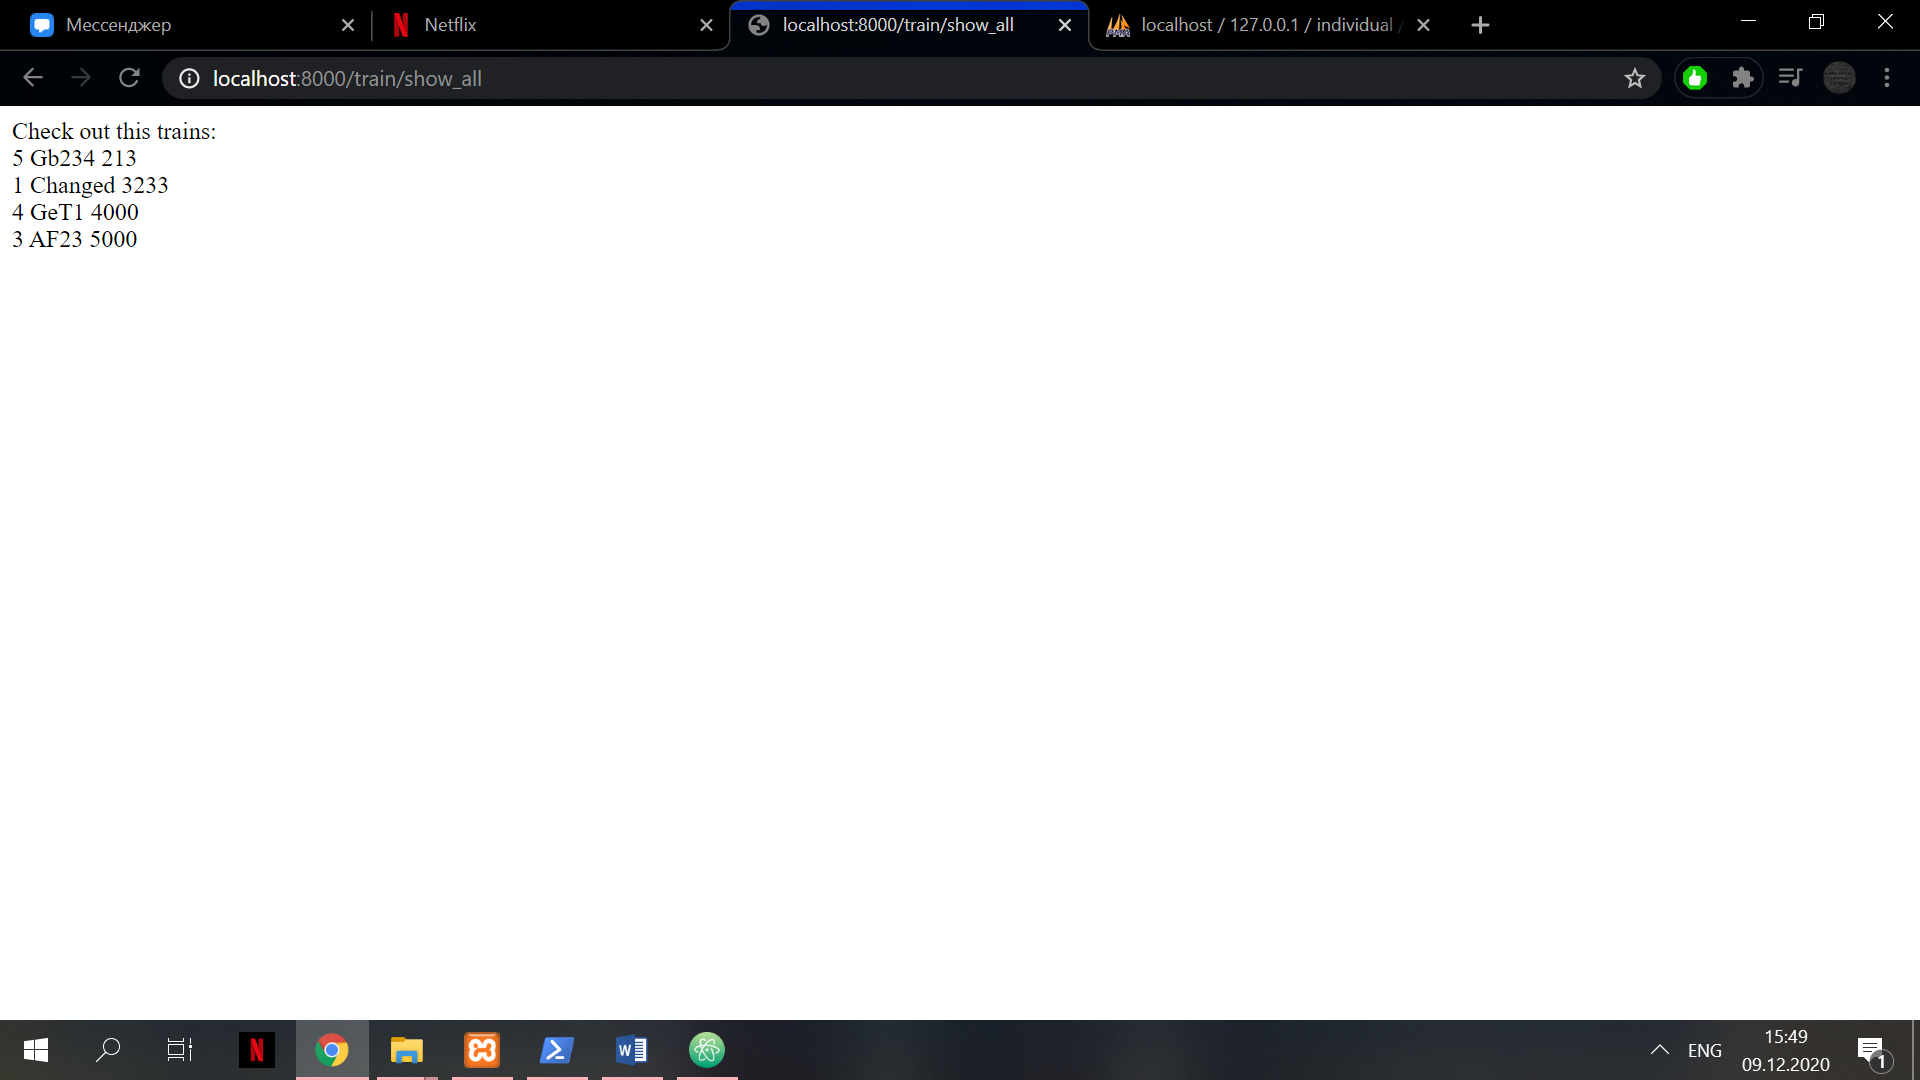 Мессенджер
Netflix
localhost:8000/train/show_all
localhost / 127.0.0.1 / individual /
localhost:8000/train/show_all
Check out this trains:
5 Gb234 213
1 Changed 3233
4 GeT1 4000
3 AF23 5000
ENG
15:49
09.12.2020
1